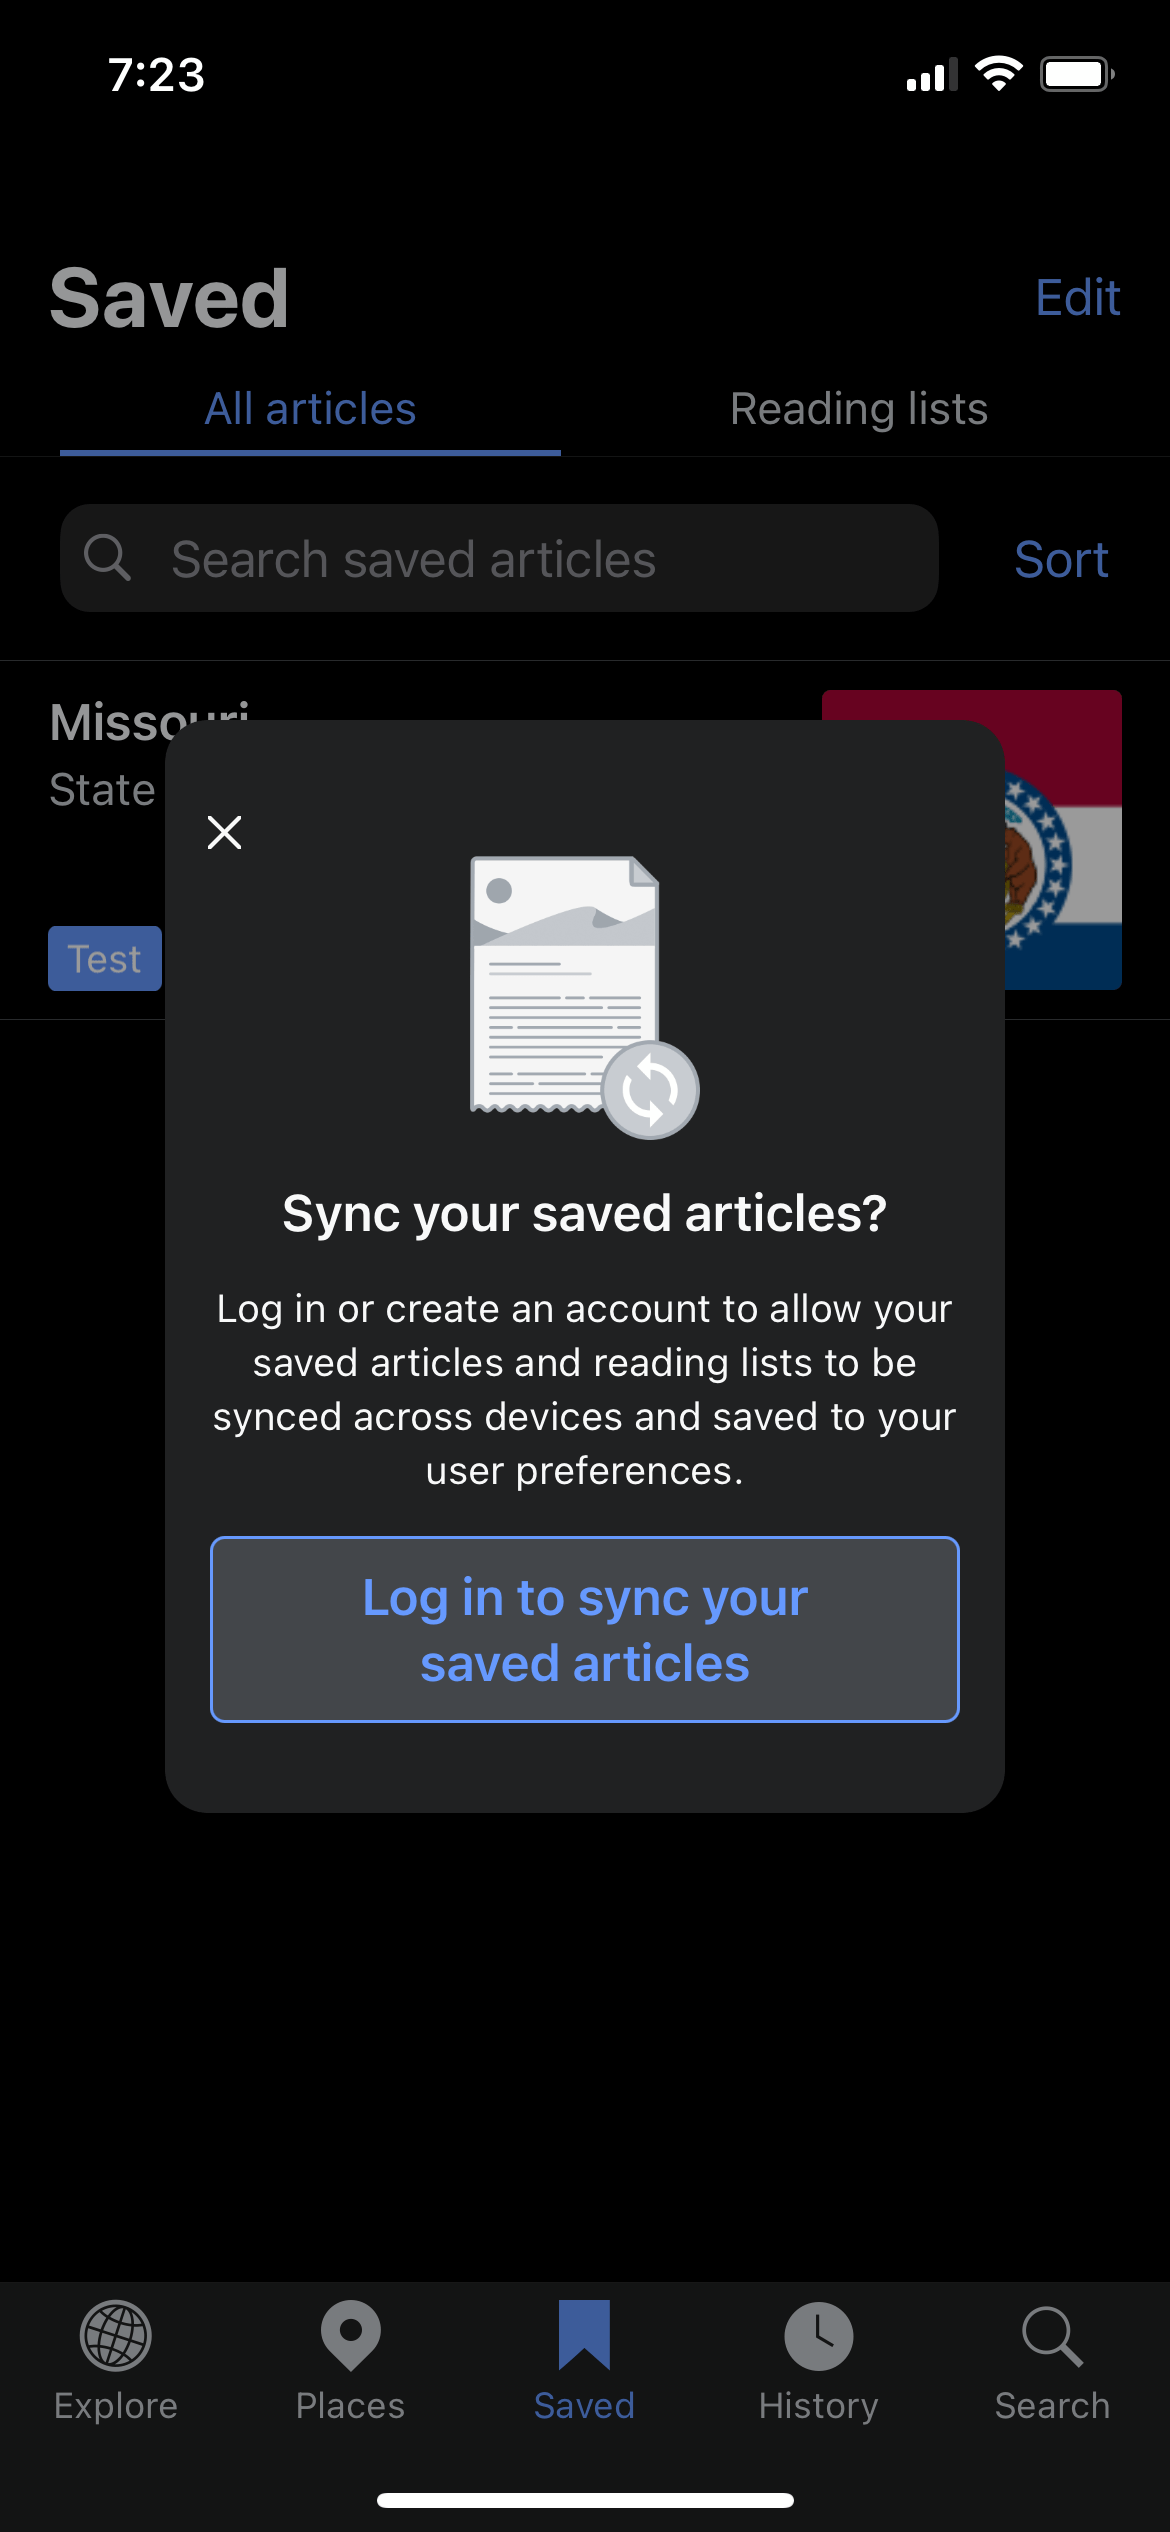 7:23
Saved
Edit
All articles
Reading lists
Search saved articles
Sort
Missouri
State
Test
Sync your saved articles?
Log in or create an account to allow your
saved articles and reading lists to be
synced across devices and saved to your
user preferences.
Log in to sync your
saved articles
Explore
Places
Saved
History
Search